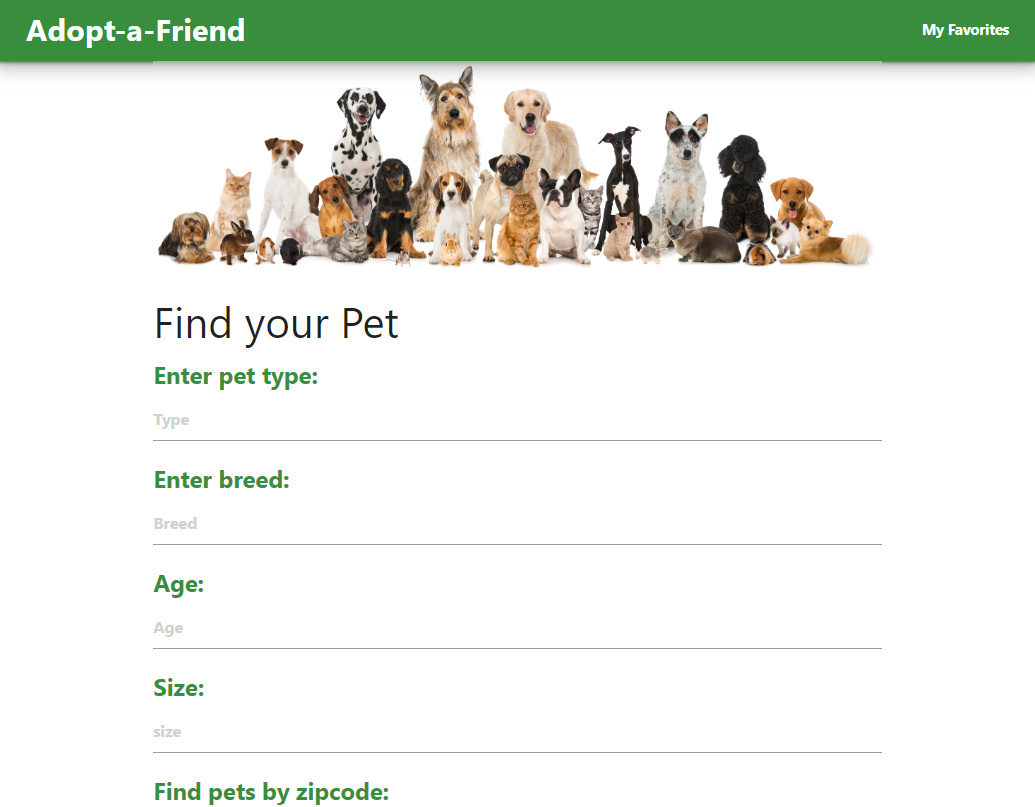 Adopt-a-Friend
My Favorites
Find your Pet
Enter pet type:
Type
Enter breed:
Breed
Age:
Age
Size:
size
Find pets by zipcode: